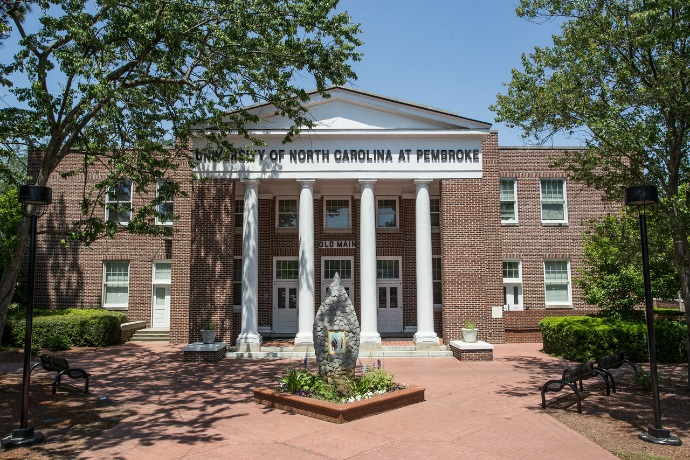 UNIVERSITY OF NORTH CAROLINA AT PEMBROKE
OLD MAIN